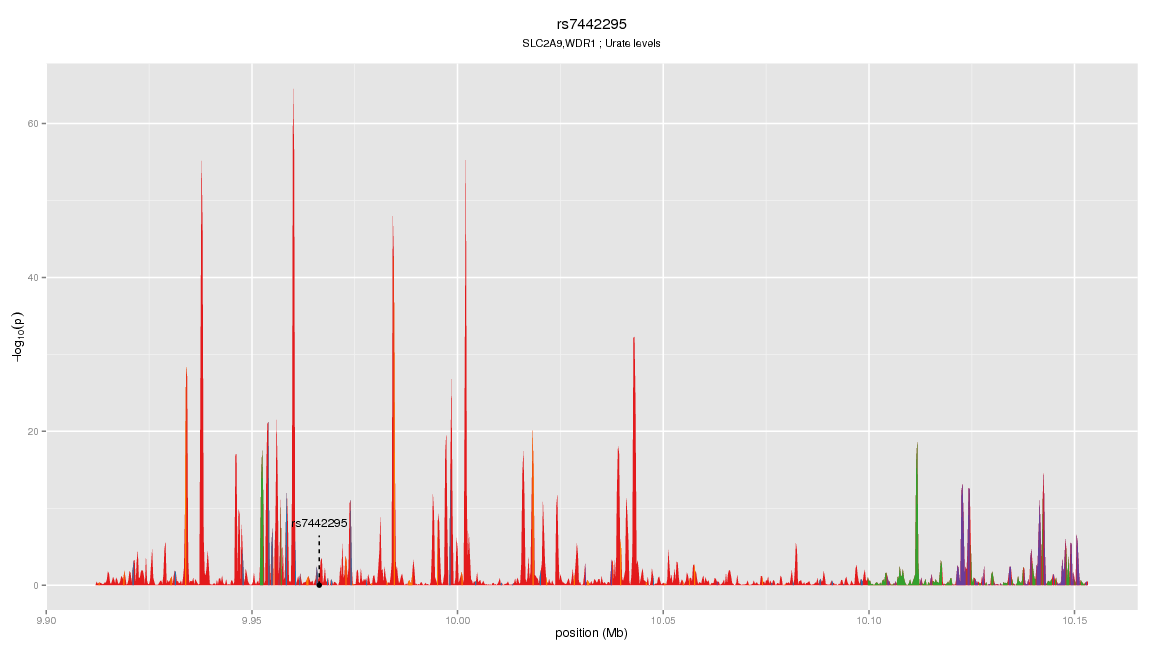 rs7442295
SLC2A9,WDR1 ; Urate levels
60
40
20
0
−log10(p)
rs7442295
9.90 9.95 10.00 10.05 10.10 10.15
position (Mb)